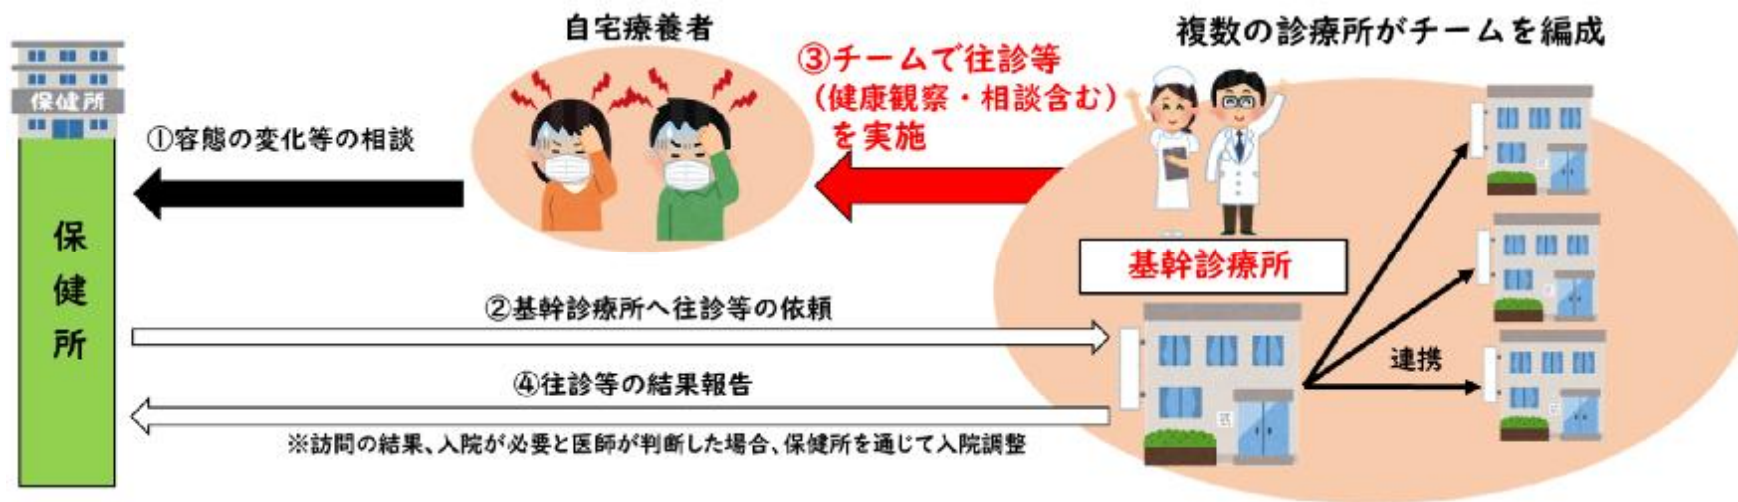 自宅療養者
複数の診療所がチームを編成
③チームで往診等
(健康観察・相談含む)
を実施
保健所
①容態の変化等の相談
保健所
基幹診療所
②基幹診療所へ往診等の依頼
連携
④往診等の結果報告
※訪問の結果、入院が必要と医師が判断した場合、保健所を通じて入院調整